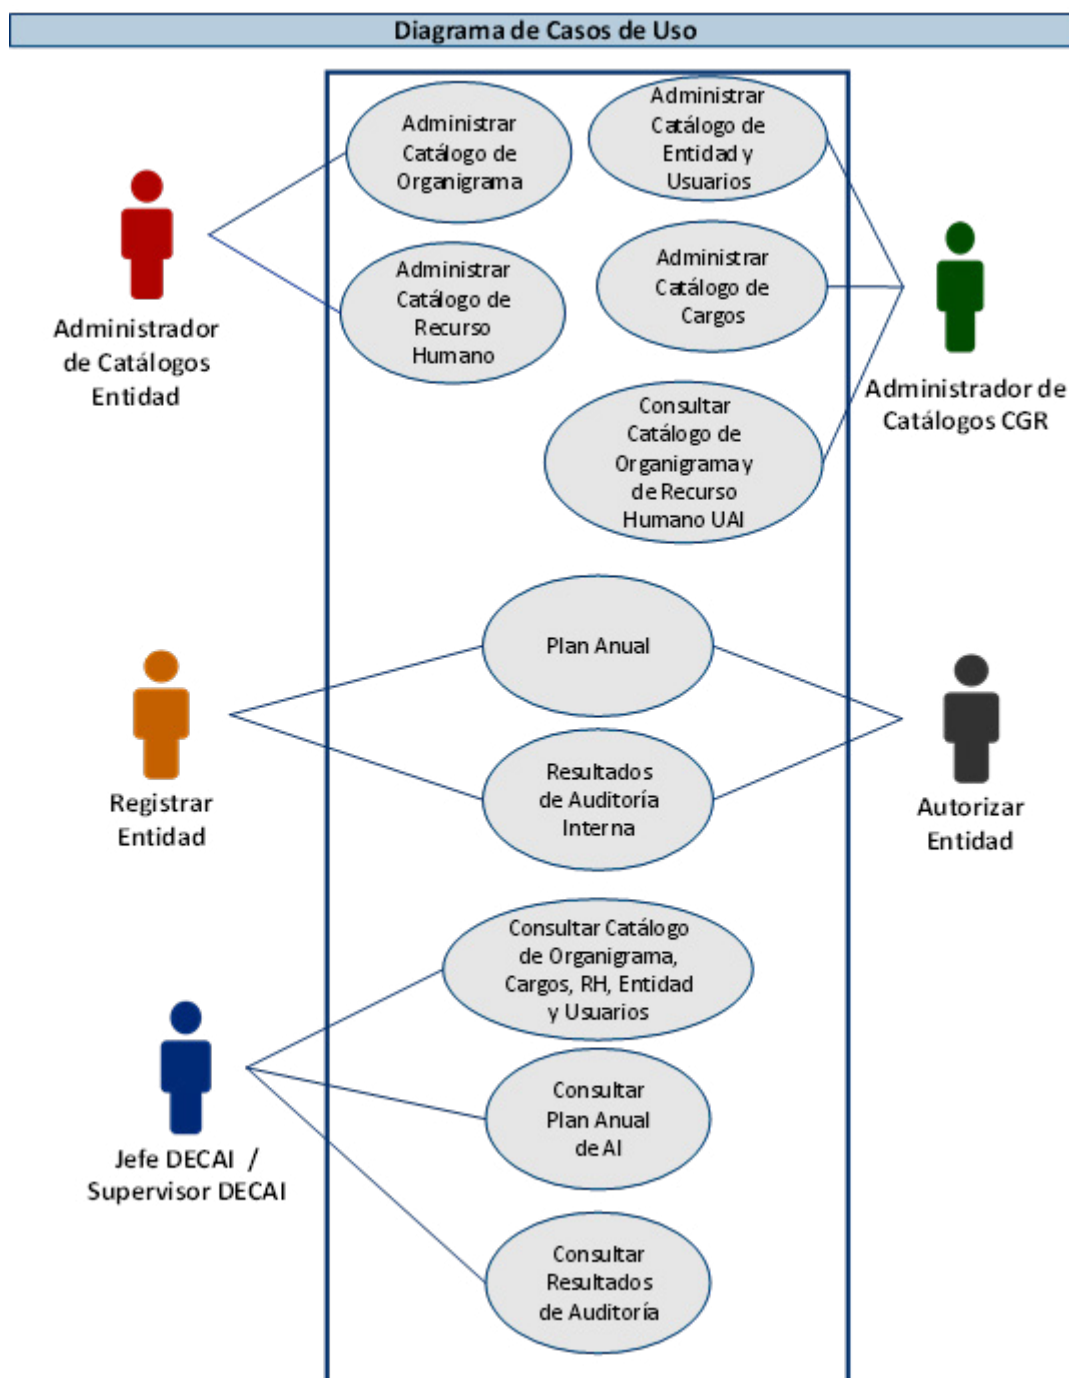 Diagrama de Casos de Uso
Administrar
Catálogo de
Organigrama
Administrar
Catálogo de
Entidad y
Usuarios
Administrar
Catálogo de
Recurso
Humano
Administrar
Catálogo de
Cargos
Administrador
de Catálogos
Entidad
Administrador de
Catálogos CGR
Consultar
Catálogo de
Organigrama y
de Recurso
Humano UAI
Plan Anual
Resultados
de Auditoría
Interna
Registrar
Entidad
Autorizar
Entidad
Consultar Catálogo
de Organigrama,
Cargos, RH, Entidad
y Usuarios
Consultar
Plan Anual
de AI
Jefe DECAI /
Supervisor DECAI
Consultar
Resultados
de Auditoría